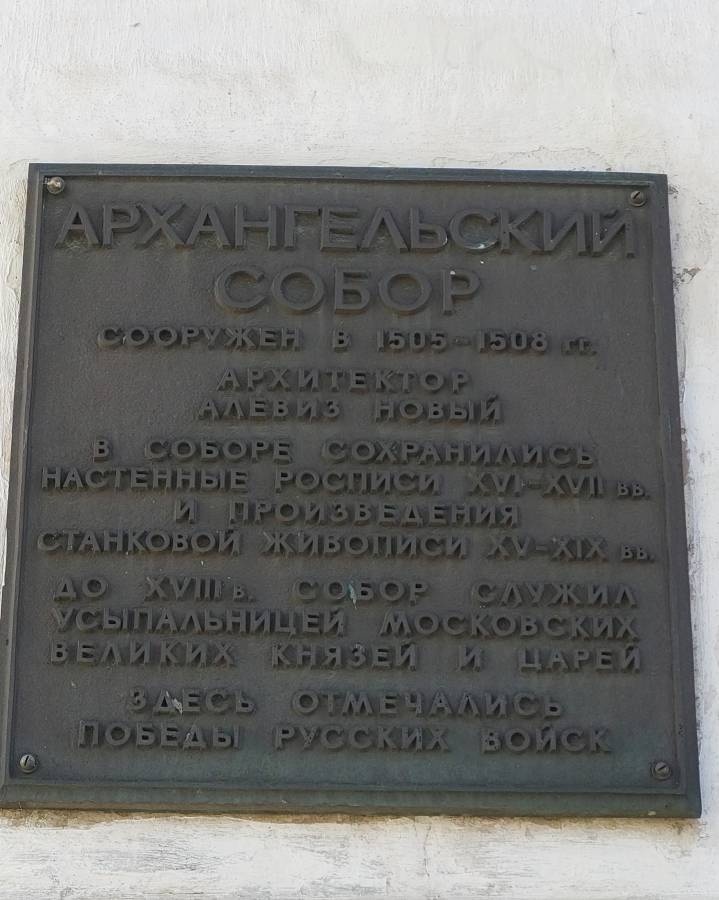 АРХАНГЕЛЬСКИЙ
СОБОР
СООРУЖЕН В 1505-1508 гг.
АРХИТЕКТОР
АЛЕВИЗ НОВЫЙ
В СОБОРЕ СОХРАНИЛИСЬ
НАСТЕННЫЕ РОСПИСИ XVI-XVII вв.
И ПРОИЗВЕДЕНИЯ
СТАНКОВОЙ ЖИВОПИСИ XV-XIX вв.
ДО XVIII в. СОБОР СЛУЖИЛ
УСЫПАЛЬНИЦЕЙ МОСКОВСКИХ
ВЕЛИКИХ КНЯЗЕЙ И ЦАРЕЙ
ЗДЕСЬ ОТМЕЧАЛИСЬ
ПОБЕДЫ РУССКИХ ВОЙСК